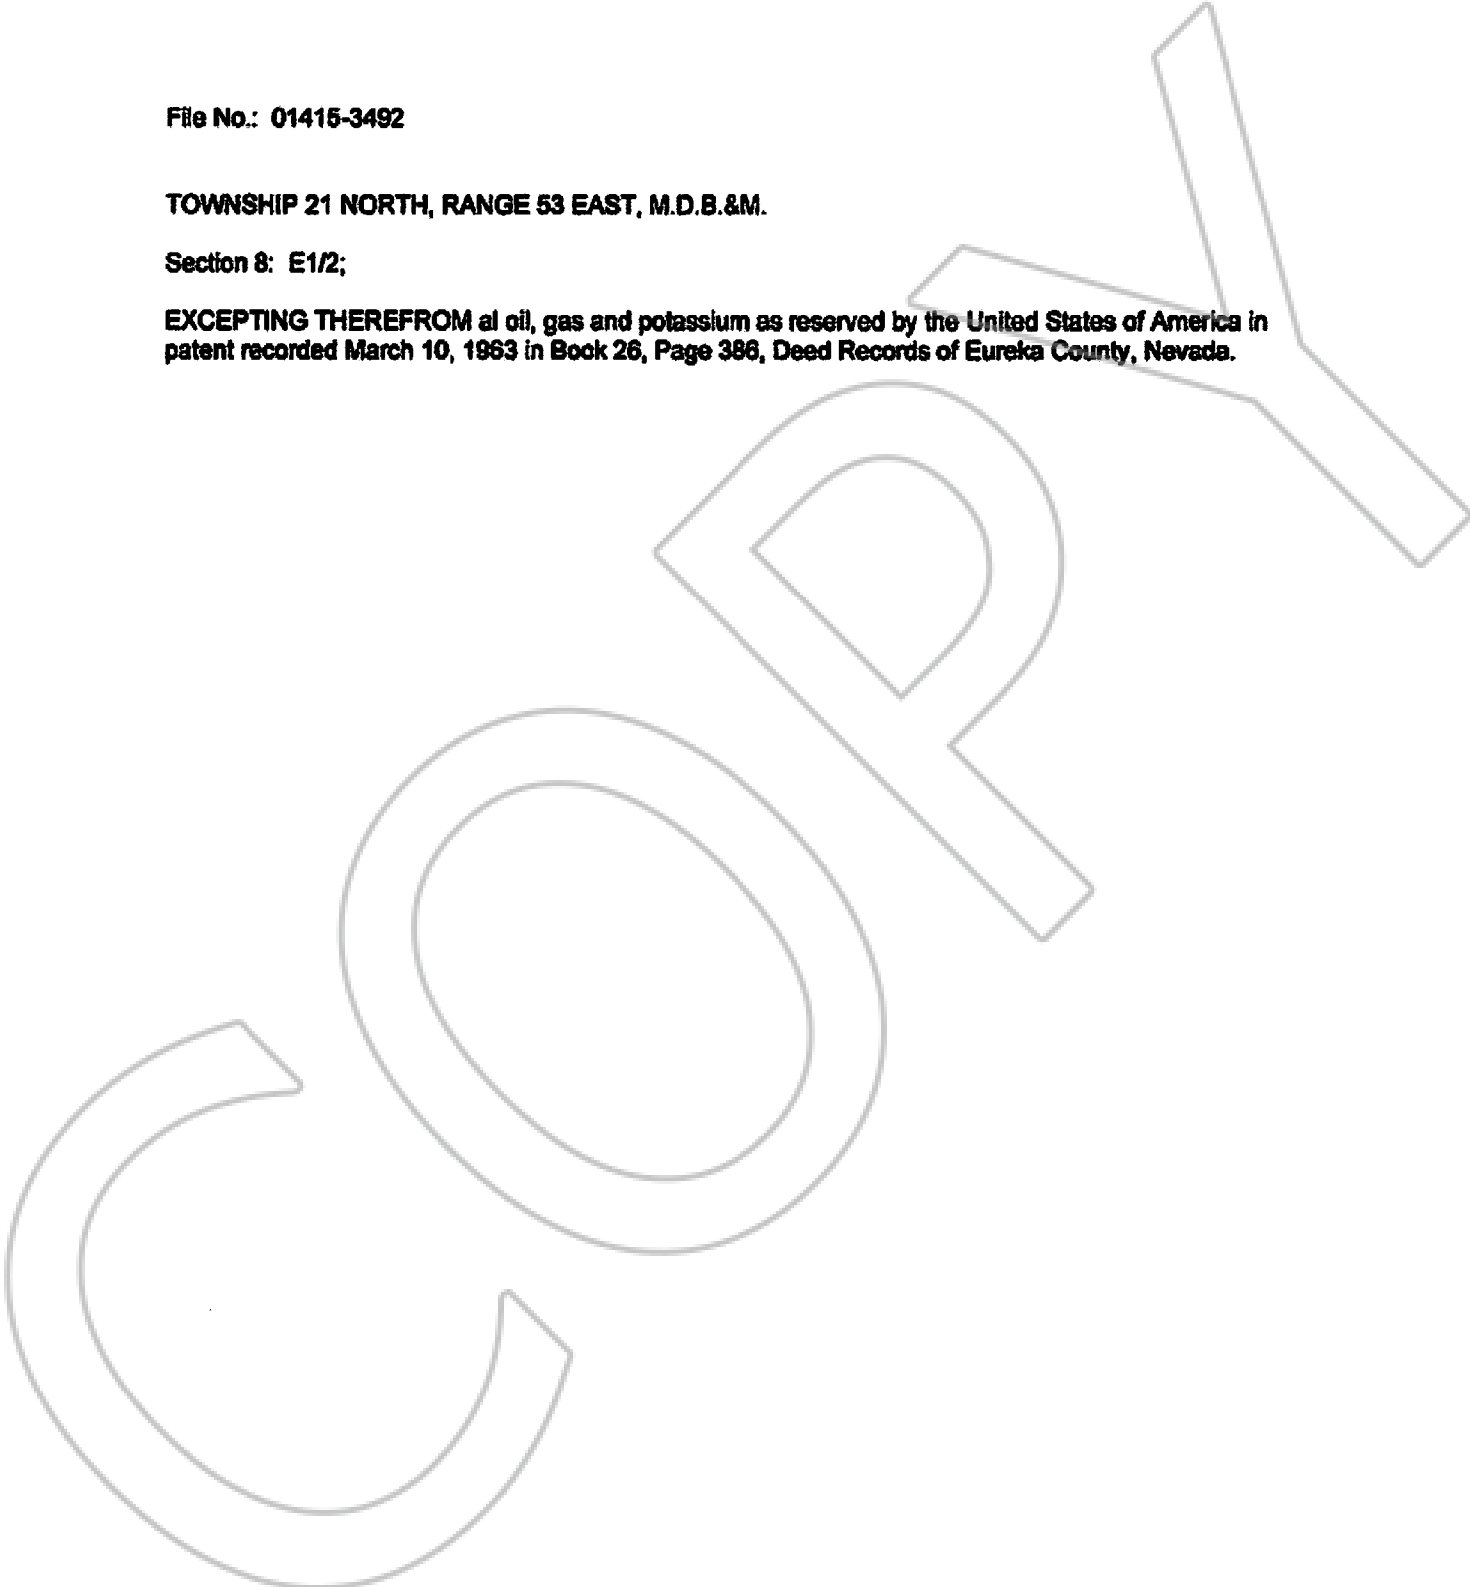 File No.: 01415-3492
TOWNSHIP 21 NORTH, RANGE 53 EAST, M.D.B.&M.
Section 8: E1/2;
EXCEPTING THEREFROM al oil, gas and potassium as reserved by the United States of America in
patent recorded March 10, 1963 in Book 26, Page 386, Deed Records of Eureka County, Nevada.
COPY